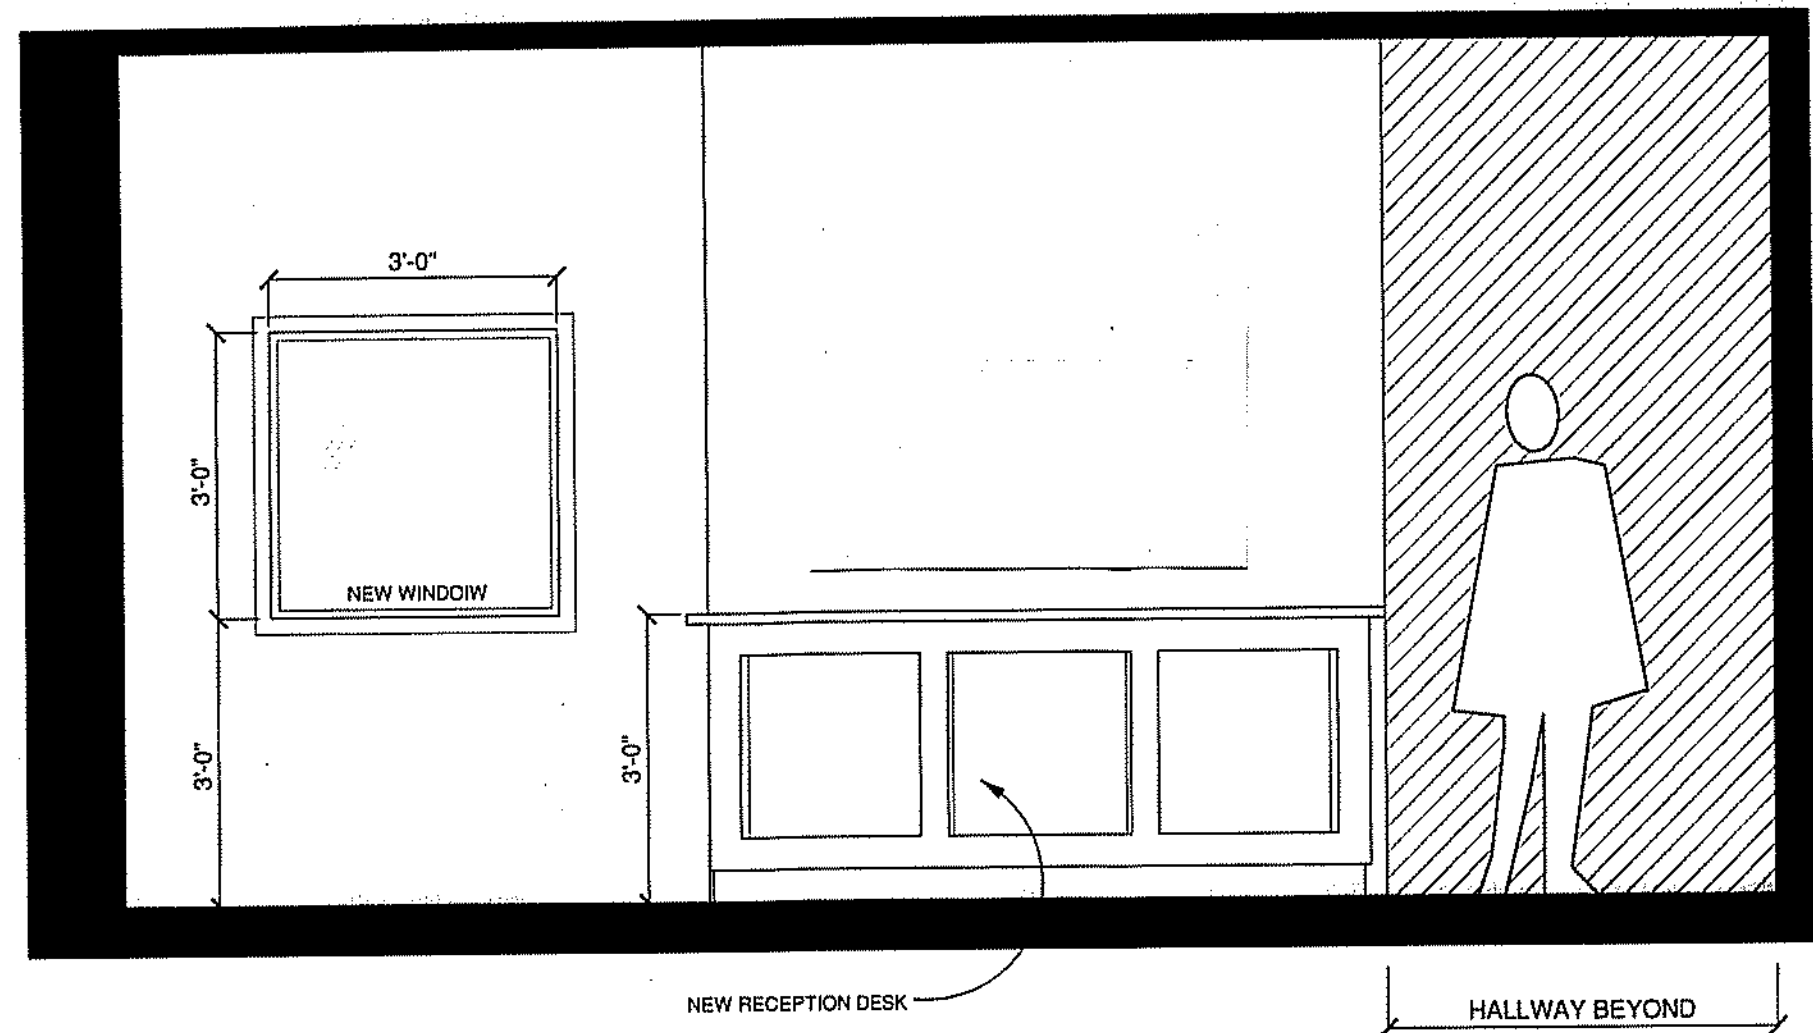 3'-0"
3'-0"
NEW WINDOIW
3'-0"
3'-0"
NEW RECEPTION DESK
HALLWAY BEYOND